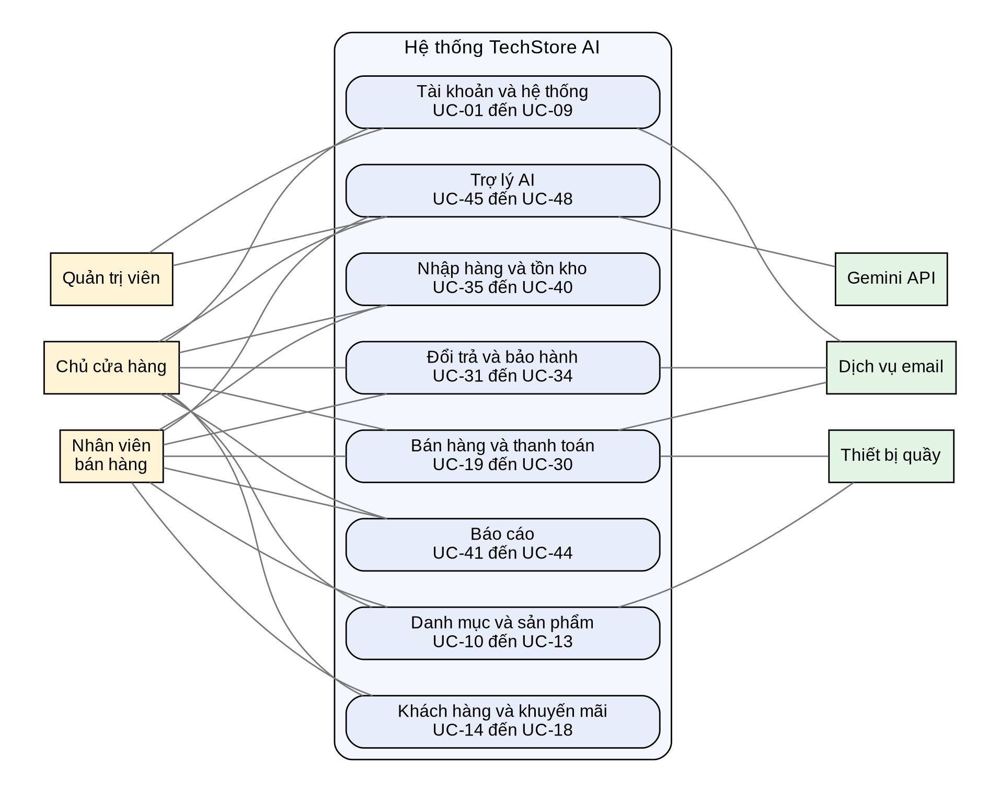 Hệ thống TechStore AI
Tài khoản và hệ thống
UC-01 đến UC-09
Trợ lý AI
UC-45 đến UC-48
Nhập hàng và tồn kho
UC-35 đến UC-40
Đổi trả và bảo hành
UC-31 đến UC-34
Bán hàng và thanh toán
UC-19 đến UC-30
Báo cáo
UC-41 đến UC-44
Danh mục và sản phẩm
UC-10 đến UC-13
Khách hàng và khuyến mãi
UC-14 đến UC-18
Quản trị viên
Chủ cửa hàng
Nhân viên
bán hàng
Gemini API
Dịch vụ email
Thiết bị quầy